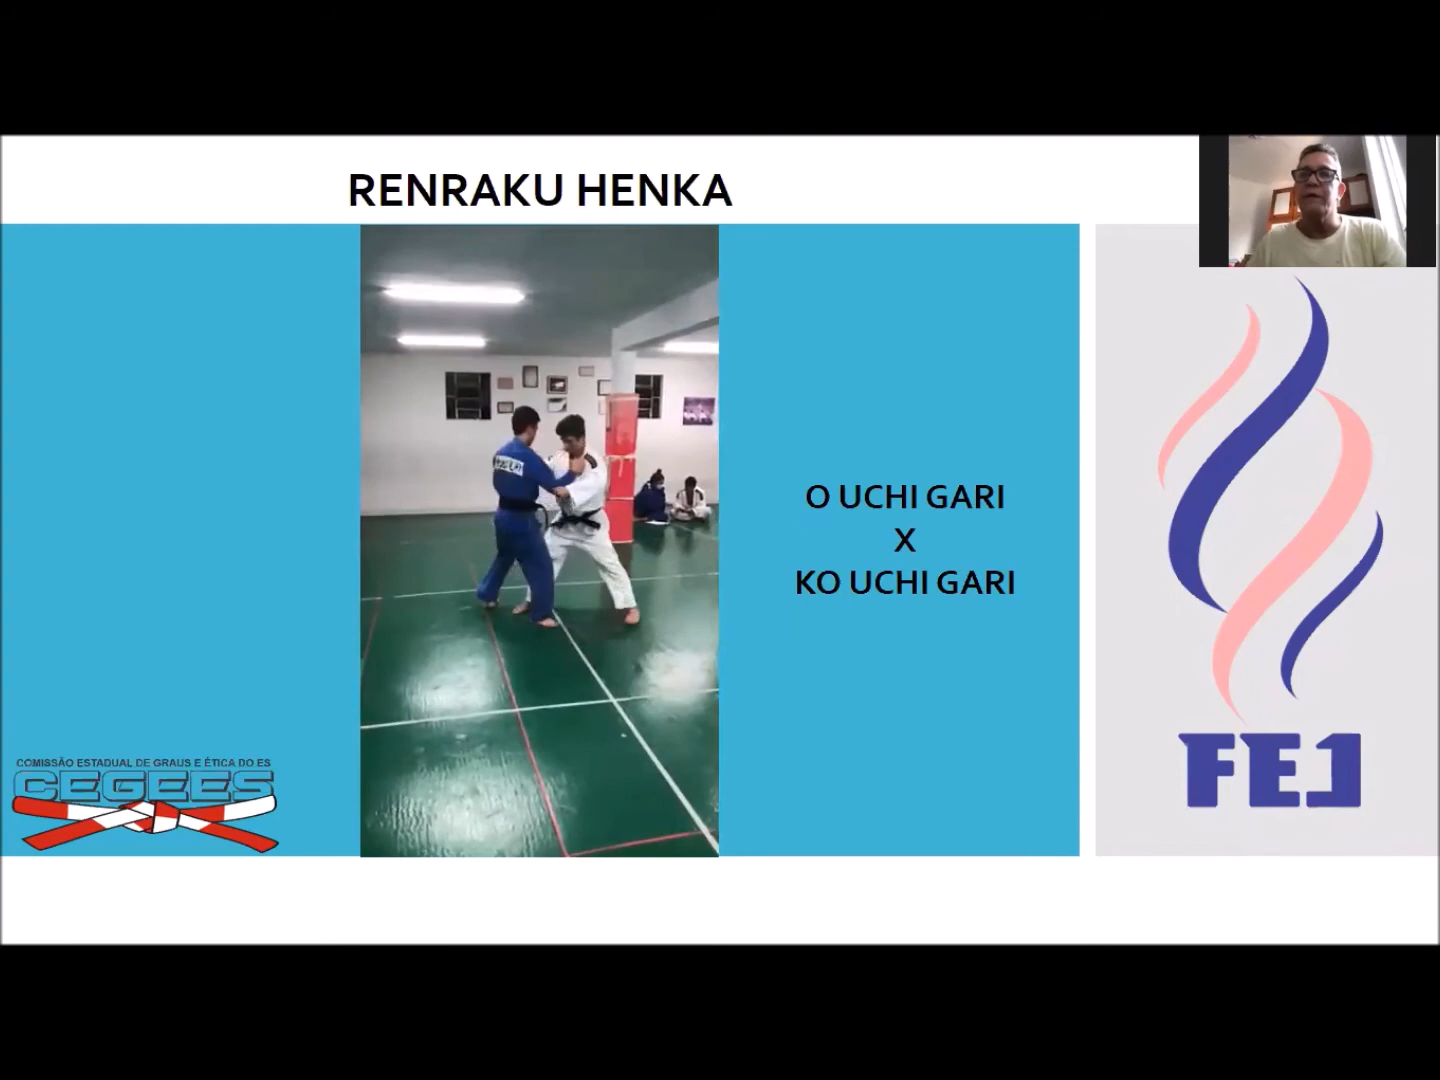 RENRAKU HENKA
O UCHI GARI
X
KO UCHI GARI
COMISSÃO ESTADUAL DE GRAUS E ÉTICA DO ES
CEGEES
FEJ